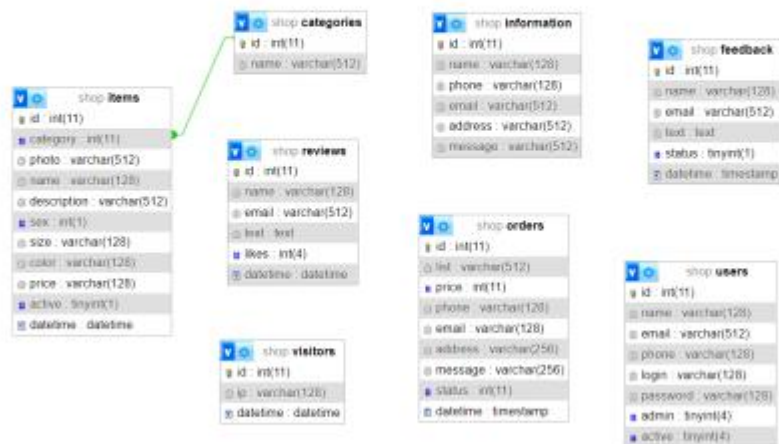 shop categories
id : int(11)
name : varchar(512)
shop information
id : int(11)
name : varchar(128)
phone : varchar(128)
email : varchar(512)
address : varchar(512)
message : varchar(512)
shop feedback
id : int(11)
name : varchar(128)
email : varchar(512)
text : text
status : tinyint(1)
datetime : timestamp
shop items
id : int(11)
category : int(11)
photo : varchar(512)
name : varchar(128)
description : varchar(512)
sex : int(1)
size : varchar(128)
color : varchar(128)
price : varchar(128)
active : tinyint(1)
datetime : datetime
shop reviews
id : int(11)
name : varchar(128)
email : varchar(512)
text : text
likes : int(4)
datetime : datetime
shop orders
id : int(11)
list : varchar(512)
price : int(11)
phone : varchar(128)
email : varchar(128)
address : varchar(256)
message : varchar(256)
status : int(11)
datetime : timestamp
shop users
id : int(11)
name : varchar(128)
email : varchar(512)
phone : varchar(128)
login : varchar(128)
password : varchar(128)
admin : tinyint(4)
active : tinyint(4)
shop visitors
id : int(11)
ip : varchar(128)
datetime : datetime